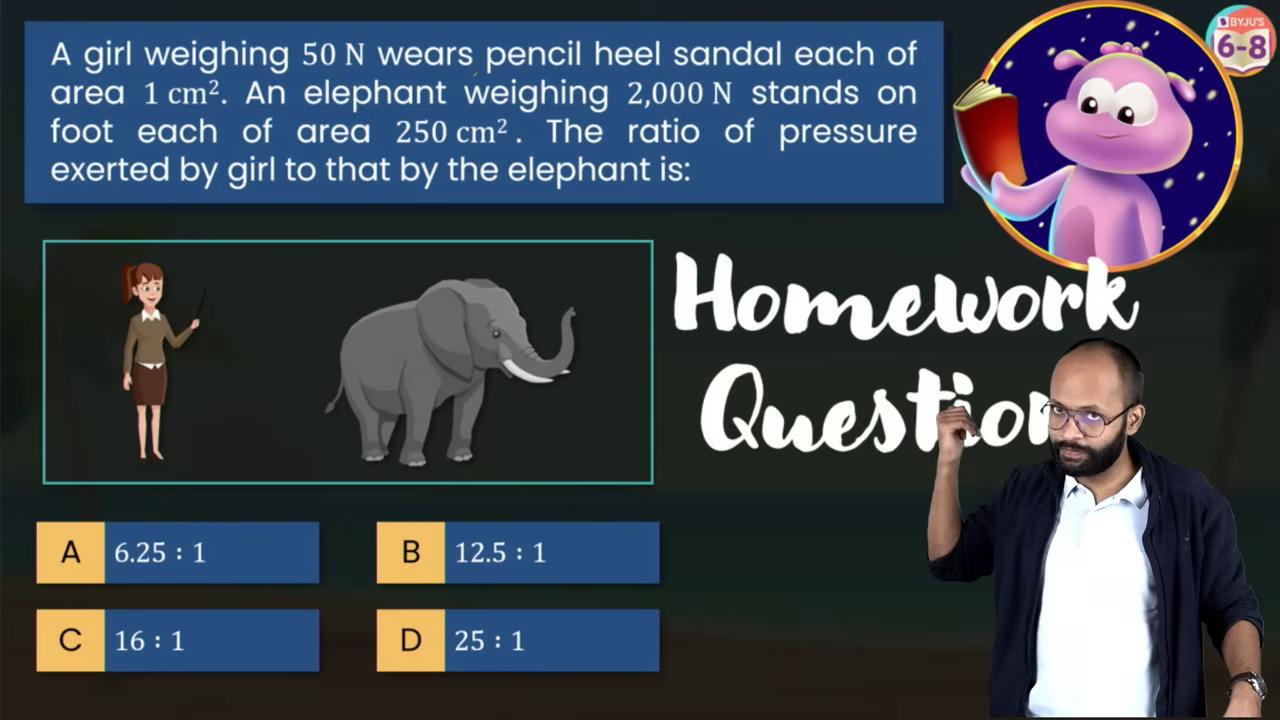 A girl weighing 50 N wears pencil heel sandal each of
area 1 cm². An elephant weighing 2,000 N stands on
foot each of area 250 cm². The ratio of pressure
exerted by girl to that by the elephant is:
BYJU'S
6-8
Homework
Question
A 6.25 : 1
B 12.5 : 1
C 16 : 1
D 25 : 1